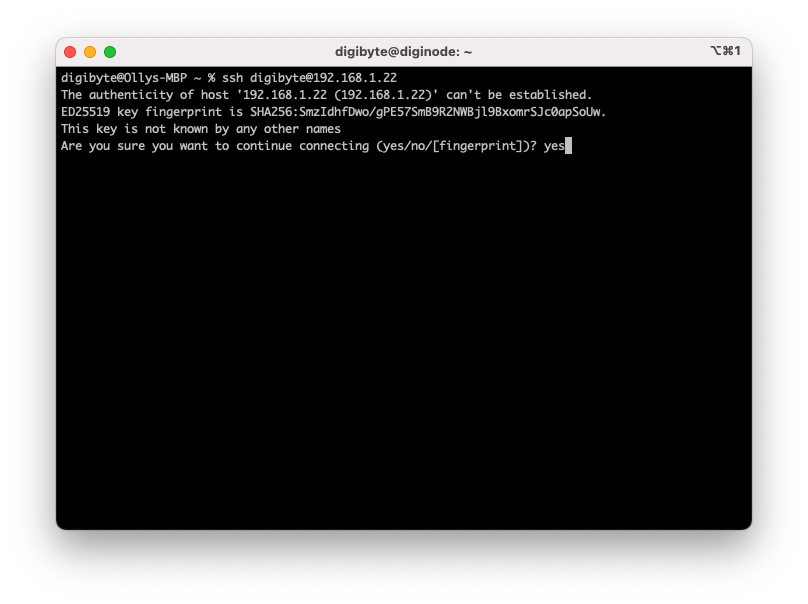 digibyte@diginode: ~
⌥⌘1
digibyte@Ollys-MBP ~ % ssh digibyte@192.168.1.22
The authenticity of host '192.168.1.22 (192.168.1.22)' can't be established.
ED25519 key fingerprint is SHA256:SmzIdhfDwo/gPE57SmB9R2NWBjl9BxomrSJc0apSoUw.
This key is not known by any other names
Are you sure you want to continue connecting (yes/no/[fingerprint])? yes